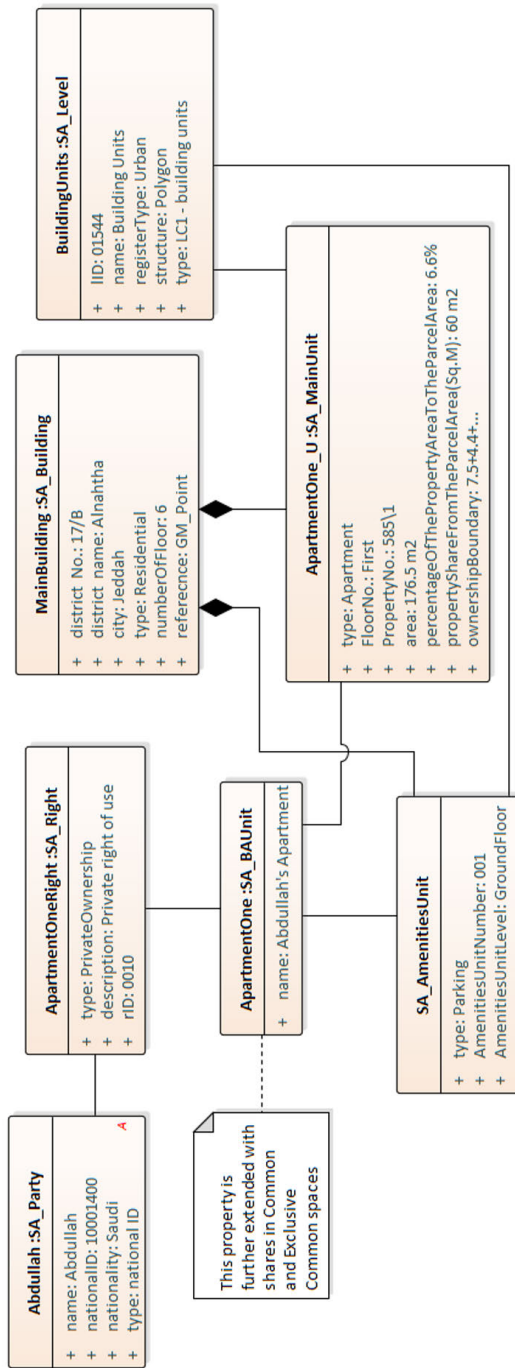 Abdullah :SA_Party
+ name: Abdullah
+ nationalID: 10001400
+ nationality: Saudi
+ type: national ID
A
ApartmentOneRight :SA_Right
+ type: PrivateOwnership
+ description: Private right of use
+ rID: 0010
MainBuilding :SA_Building
+ district_No.: 17/B
+ district_name: Alnahtha
+ city: Jeddah
+ type: Residential
+ numberOfFloor: 6
+ referecnce: GM_Point
BuildingUnits :SA_Level
+ lID: 01544
+ name: Building Units
+ registerType: Urban
+ structure: Polygon
+ type: LC1 - building units
This property is
further extended with
shares in Common
and Exclusive
Common spaces
ApartmentOne :SA_BAUnit
+ name: Abdullah's Apartment
ApartmentOne_U :SA_MainUnit
+ type: Apartment
+ FloorNo.: First
+ PropertyNo.: 585\1
+ area: 176.5 m2
+ percentageOfThePropertyAreaToTheParcelArea: 6.6%
+ propertyShareFromTheParcelArea(Sq.M): 60 m2
+ ownershipBoundary: 7.5+4.4+...
SA_AmenitiesUnit
+ type: Parking
+ AmenitiesUnitNumber: 001
+ AmenitiesUnitLevel: GroundFloor